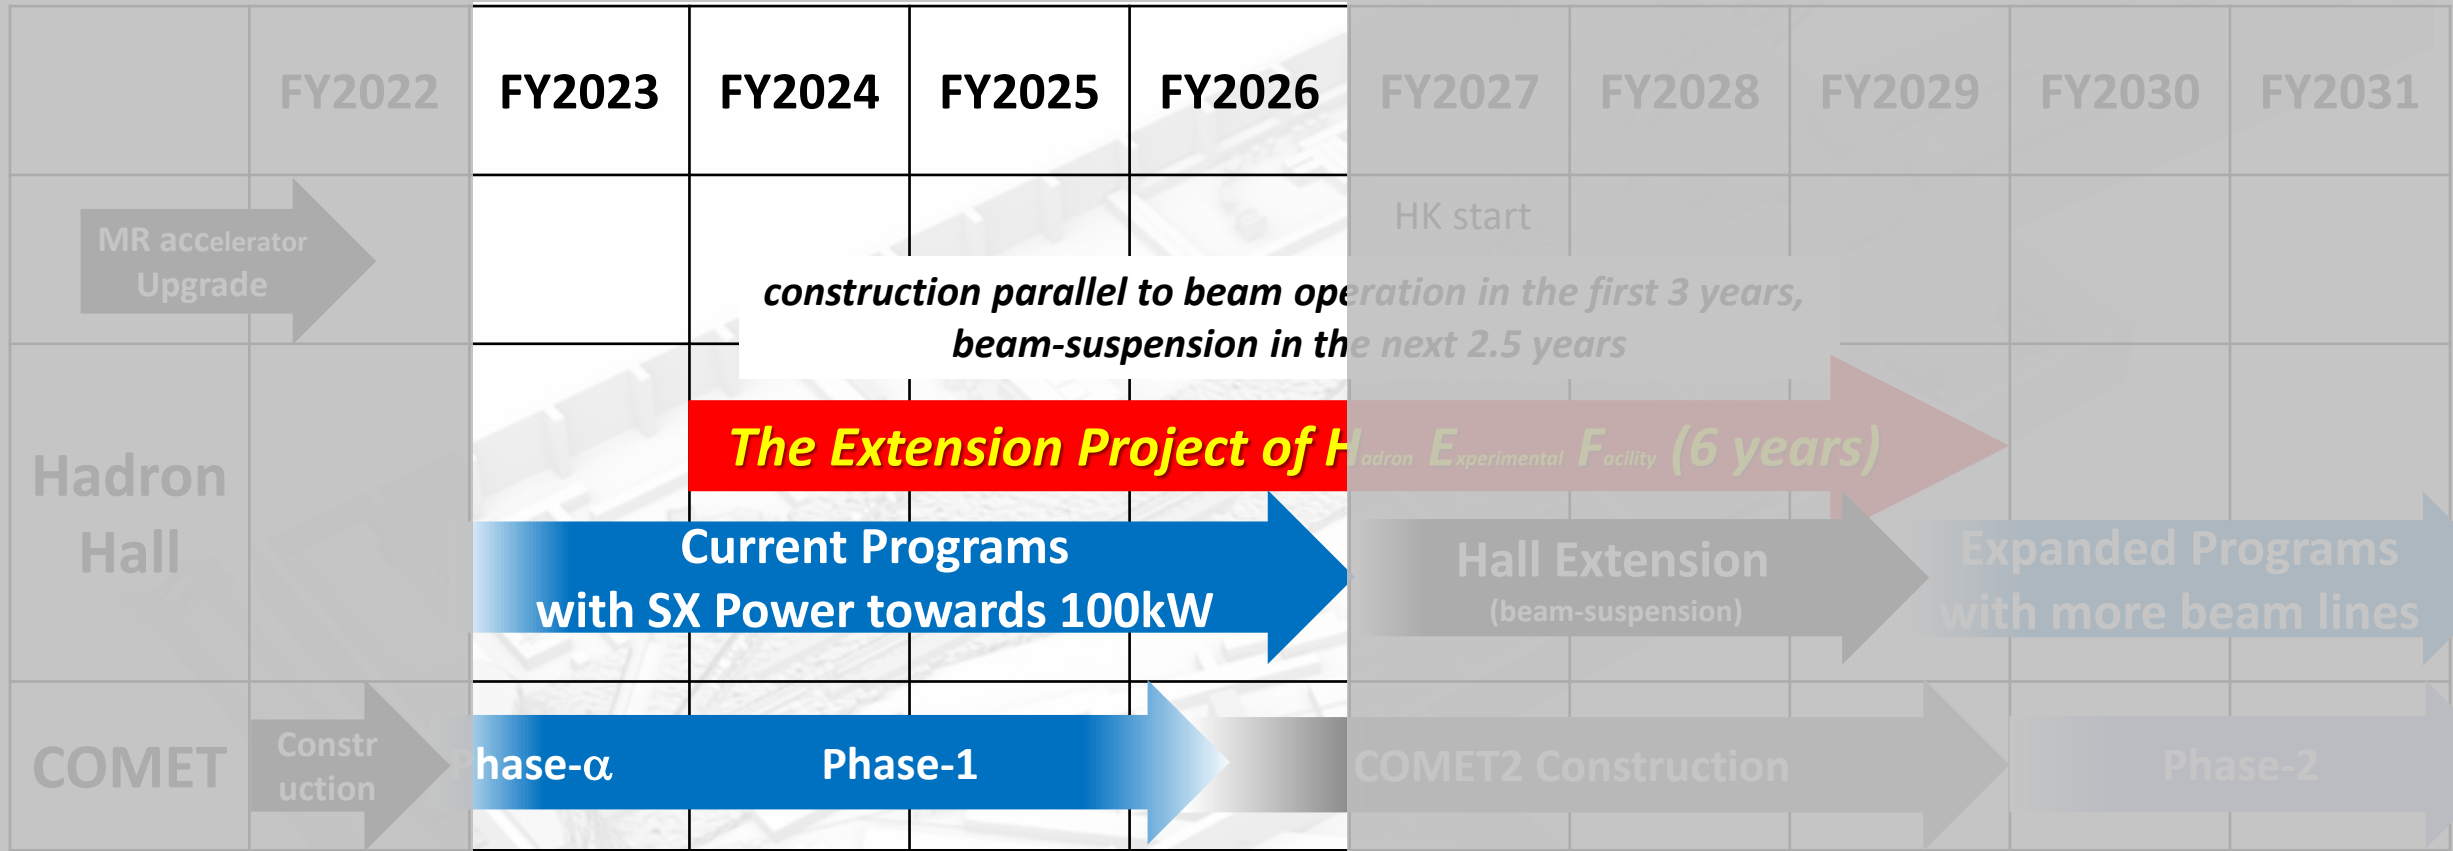 FY2022 FY2023 FY2024 FY2025 FY2026 FY2027 FY2028 FY2029 FY2030 FY2031
MR accelerator
Upgrade
HK start
construction parallel to beam operation in the first 3 years,
beam-suspension in the next 2.5 years
Hadron
Hall
The Extension Project of Hadron Experimental Facility (6 years)
Current Programs
with SX Power towards 100kW
Hall Extension
(beam-suspension)
Expanded Programs
with more beam lines
COMET
Constr
uction
Phase-α
Phase-1
COMET2 Construction
Phase-2